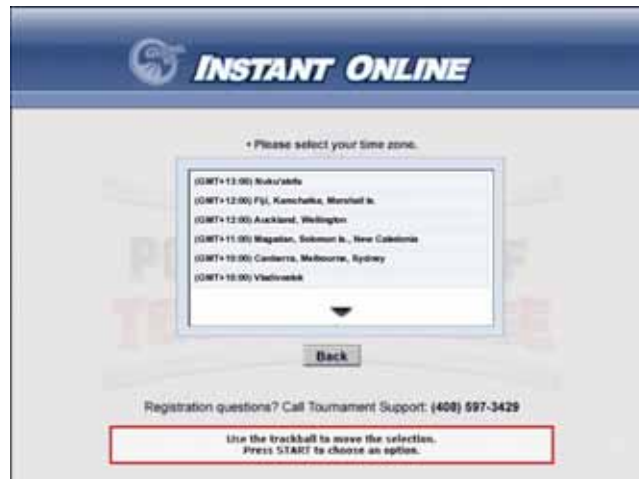 INSTANT ONLINE
• Please select your time zone.
(GMT+13:00) Nuku'alofa
(GMT+12:00) Fiji, Kamchatka, Marshall Is.
(GMT+12:00) Auckland, Wellington
(GMT+11:00) Magadan, Solomon Is., New Caledonia
(GMT+10:00) Canberra, Melbourne, Sydney
(GMT+10:00) Vladivostok
Back
Registration questions? Call Tournament Support: (408) 597-3429
Use the trackball to move the selection.
Press START to choose an option.